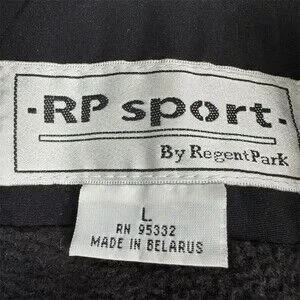 -RP sport-
By RegentPark
L
RN 95332
MADE IN BELARUS